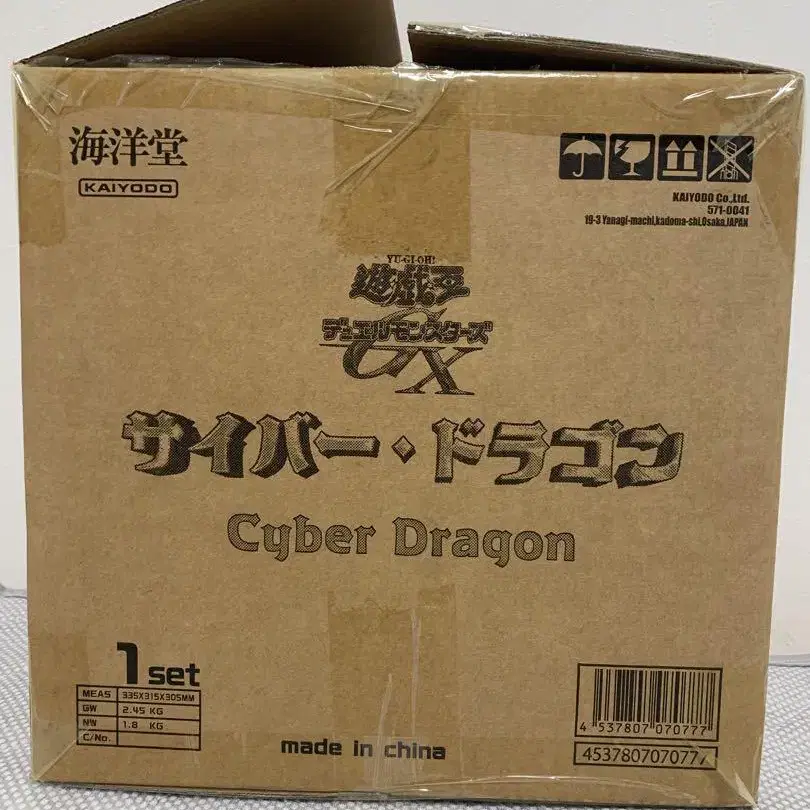 海洋堂
KAIYODO
KAIYODO Co.,Ltd.
571-0041
19-3 Yanagi-machi,kadoma-shi,Osaka,JAPAN
YU-GI-OH!
遊戯王
デュエルモンスターズ
GX
サイバー・ドラゴン
Cyber Dragon
1 set
MEAS 335X315X305MM
GW 2.45 KG
NW 1.8 KG
C/No.
made in china
4 537807 070777
4537807070777